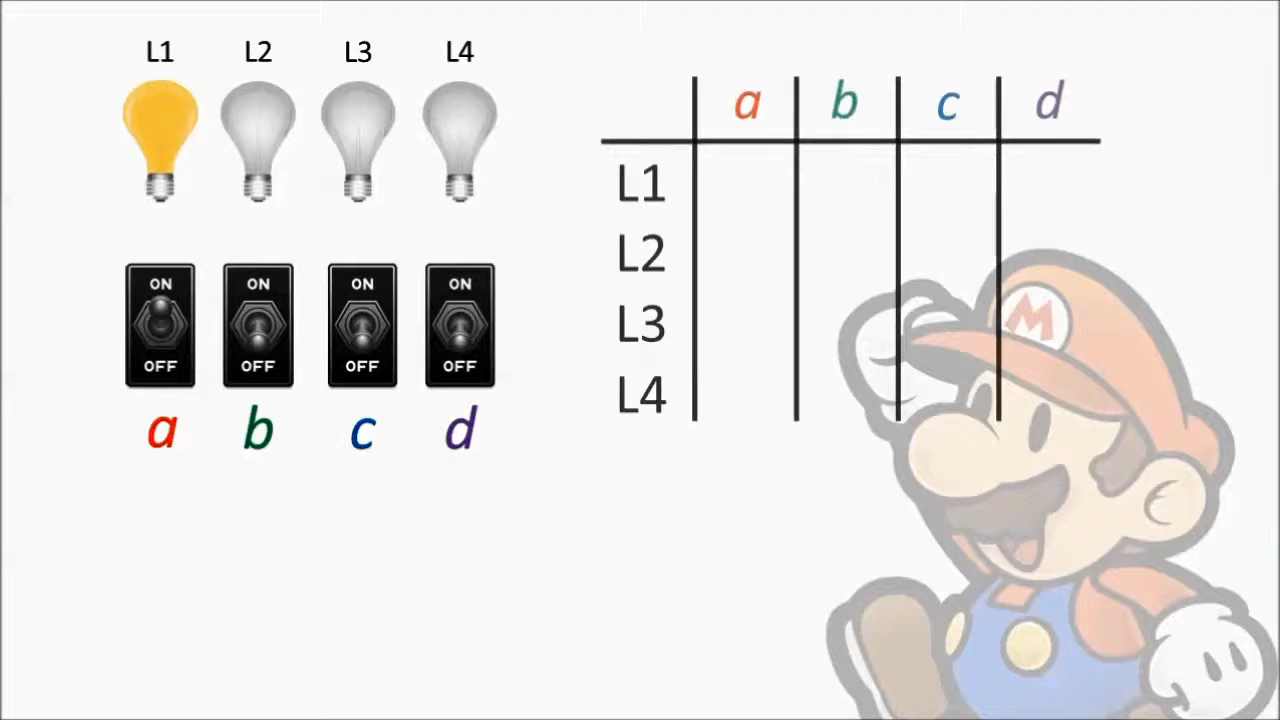 L1 L2 L3 L4
ON ON ON ON
OFF OFF OFF OFF
a b c d
a b c d
L1
L2
L3
L4
M